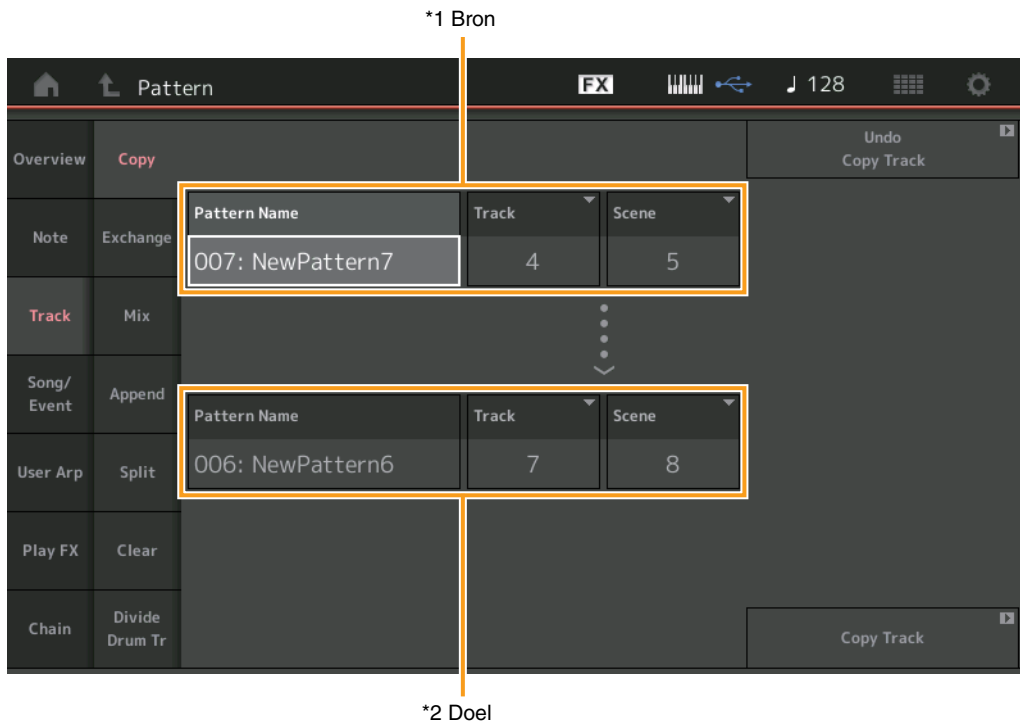 *1 Bron
Pattern
FX
128
Overview
Copy
Undo
Copy Track
Pattern Name
Track
Scene
Note
Exchange
007: NewPattern7
4
5
Track
Mix
Song/
Event
Append
Pattern Name
Track
Scene
User Arp
Split
006: NewPattern6
7
8
Play FX
Clear
Chain
Divide
Drum Tr
Copy Track
*2 Doel